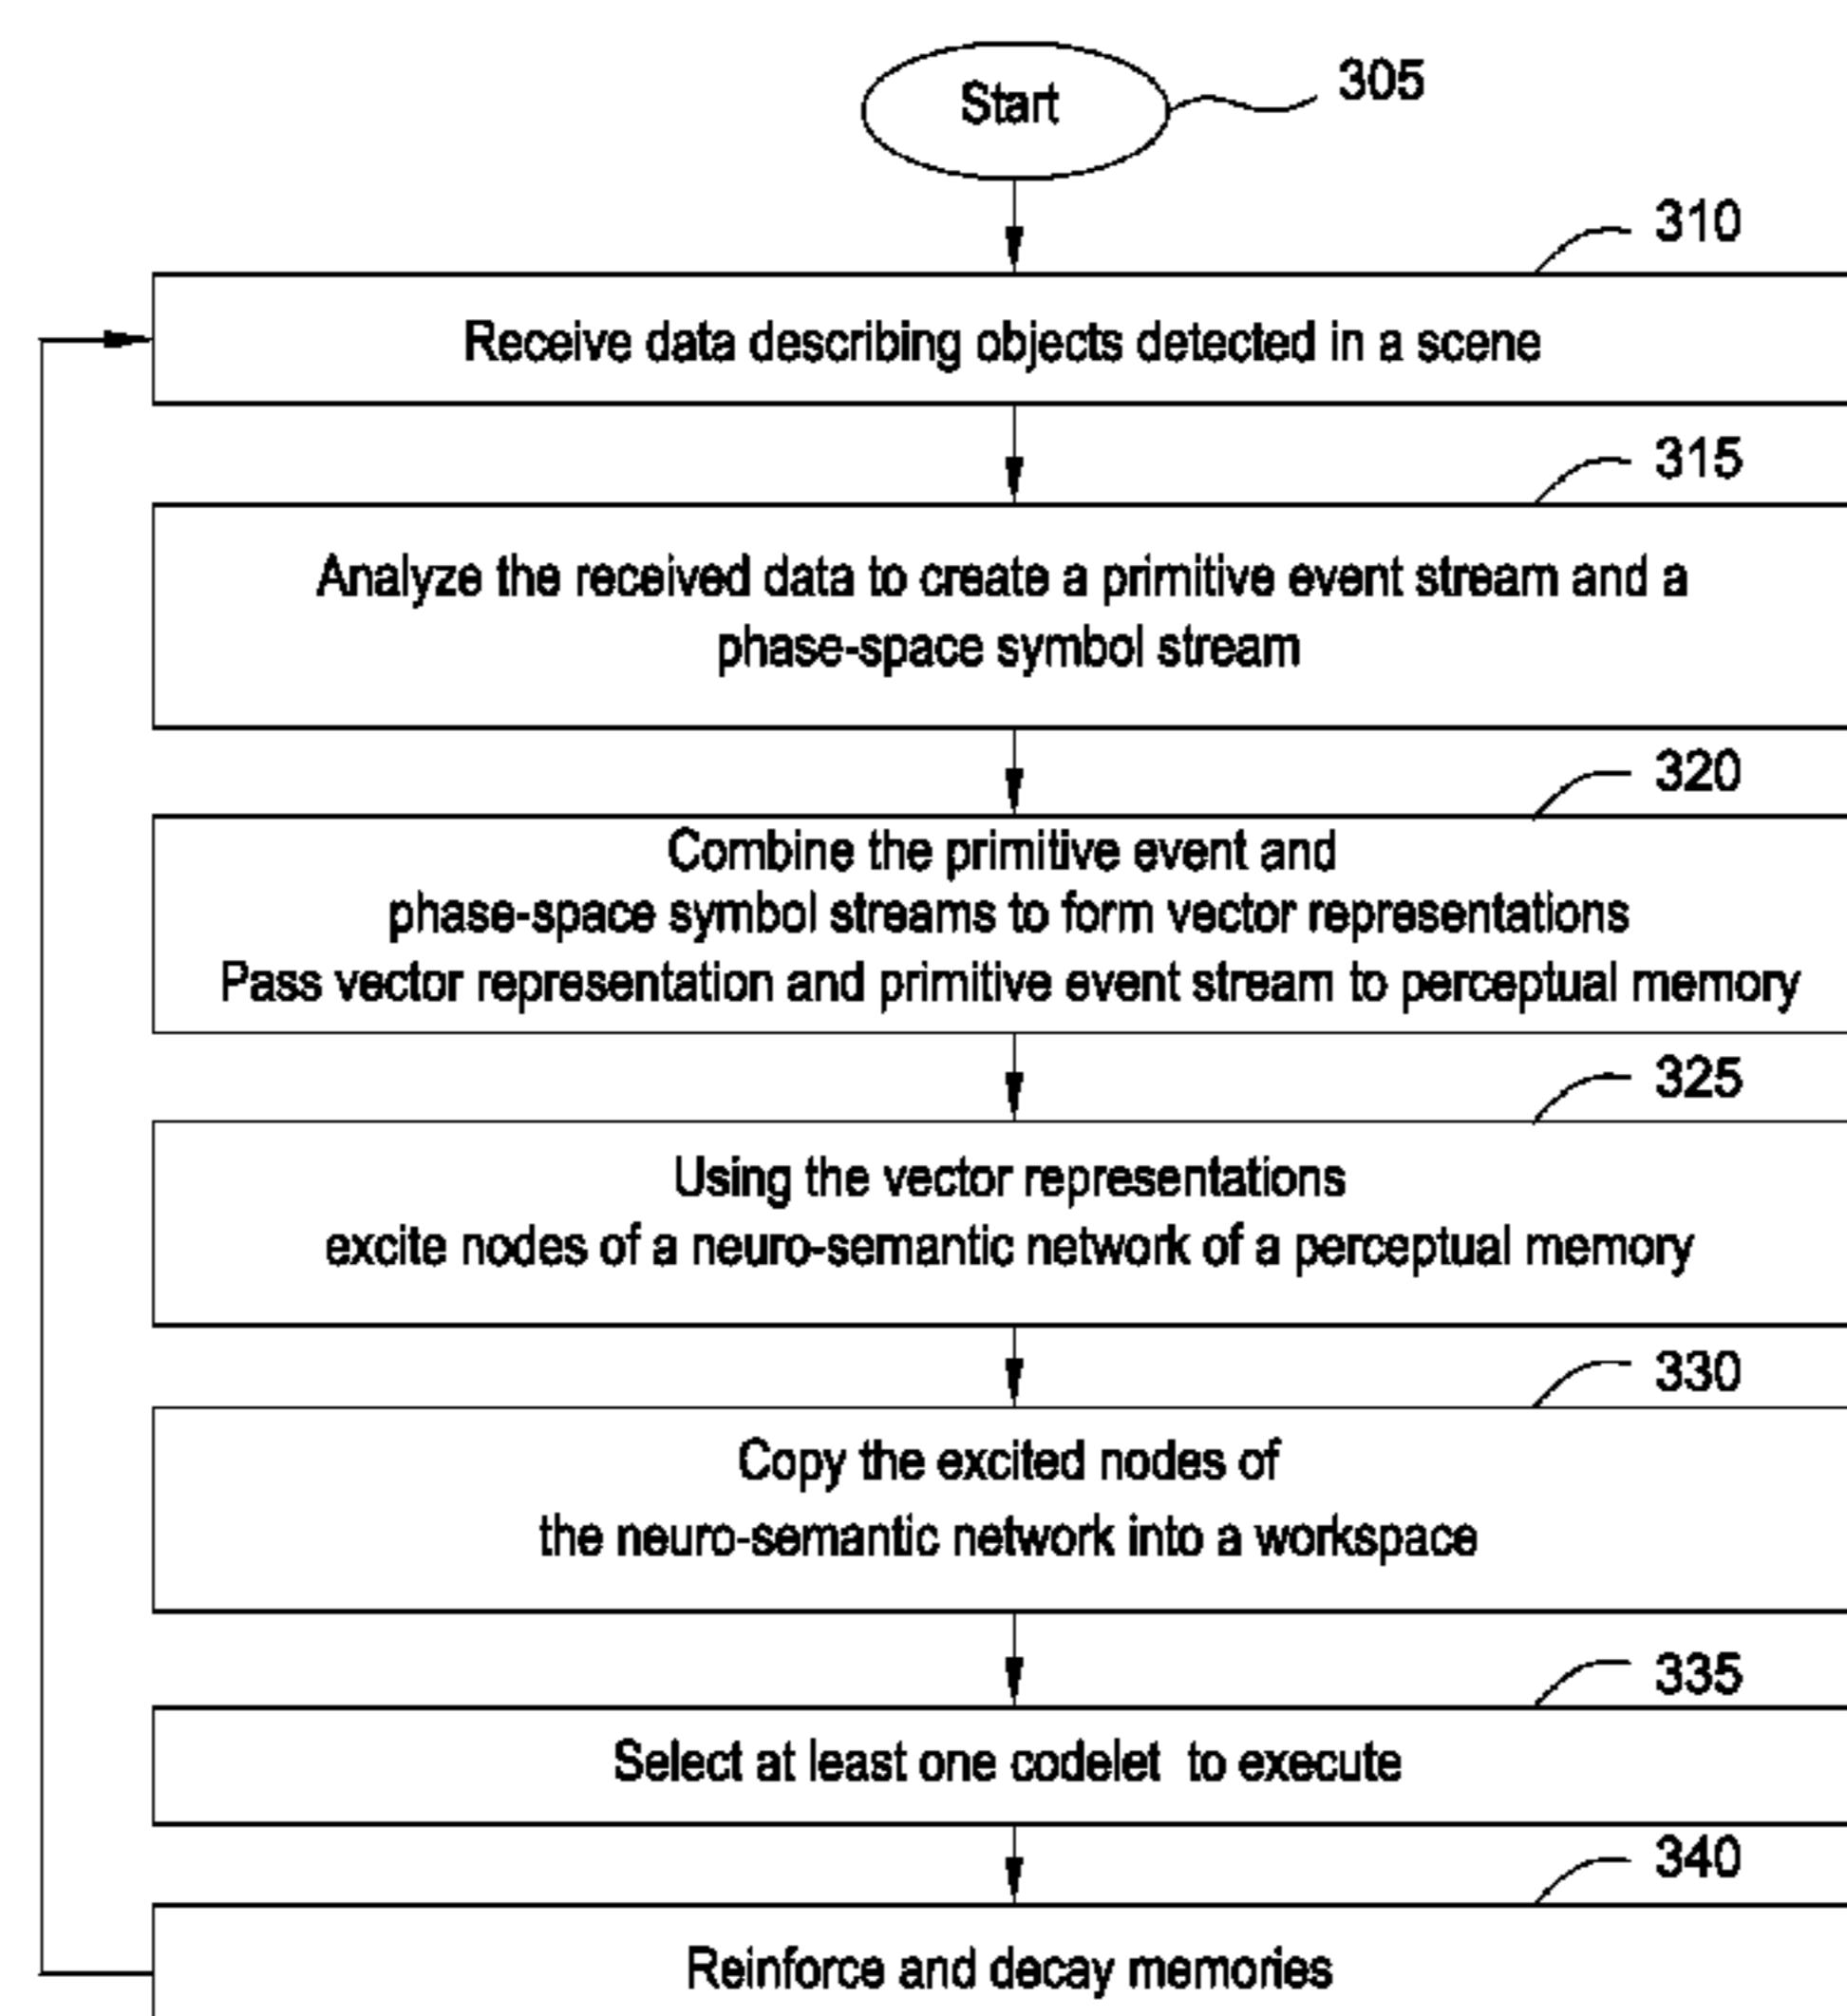 Start
305
310
Receive data describing objects detected in a scene
315
Analyze the received data to create a primitive event stream and a
phase-space symbol stream
320
Combine the primitive event and
phase-space symbol streams to form vector representations
Pass vector representation and primitive event stream to perceptual memory
325
Using the vector representations
excite nodes of a neuro-semantic network of a perceptual memory
330
Copy the excited nodes of
the neuro-semantic network into a workspace
335
Select at least one codelet to execute
340
Reinforce and decay memories